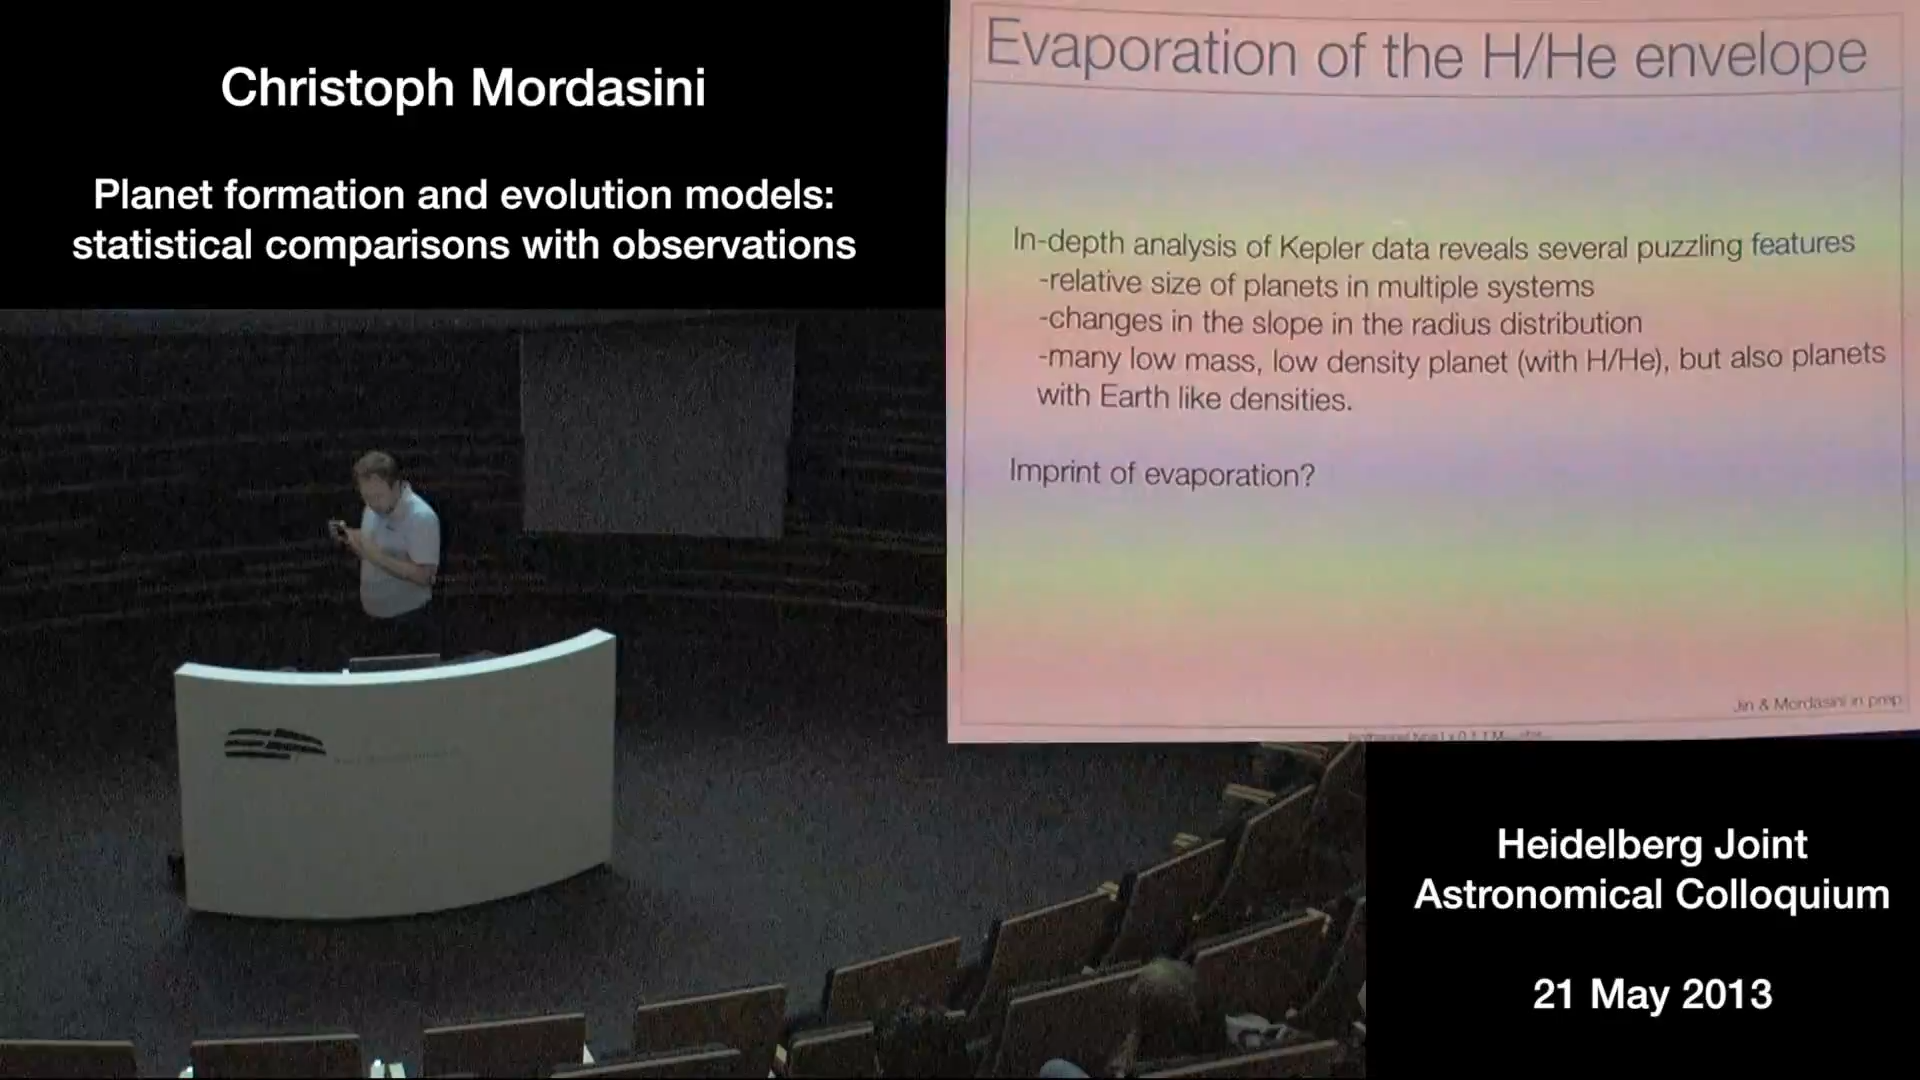 Christoph Mordasini
Planet formation and evolution models:
statistical comparisons with observations
Evaporation of the H/He envelope
In-depth analysis of Kepler data reveals several puzzling features
-relative size of planets in multiple systems
-changes in the slope in the radius distribution
-many low mass, low density planet (with H/He), but also planets
with Earth like densities.
Imprint of evaporation?
Jin & Mordasini in prep
Heidelberg Joint
Astronomical Colloquium
21 May 2013